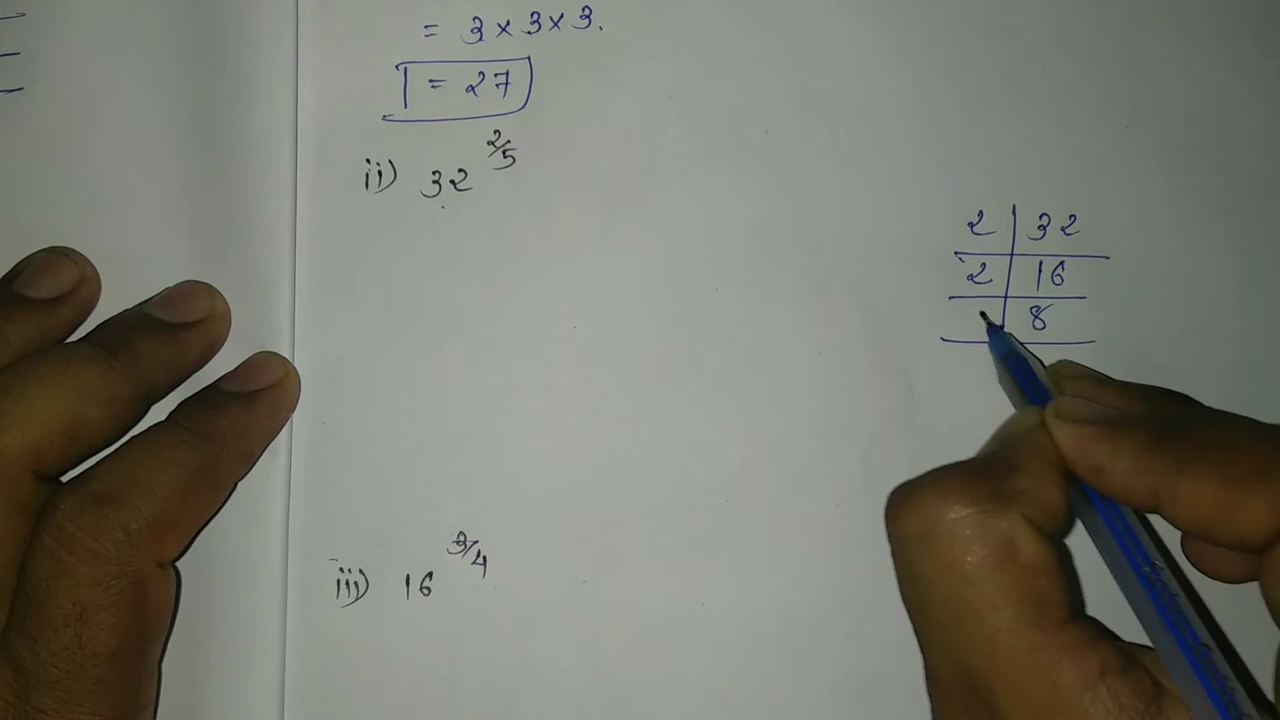 = 3 × 3 × 3.
= 27
ii) 32^2/5
2 | 32
2 | 16
8
iii) 16^3/4